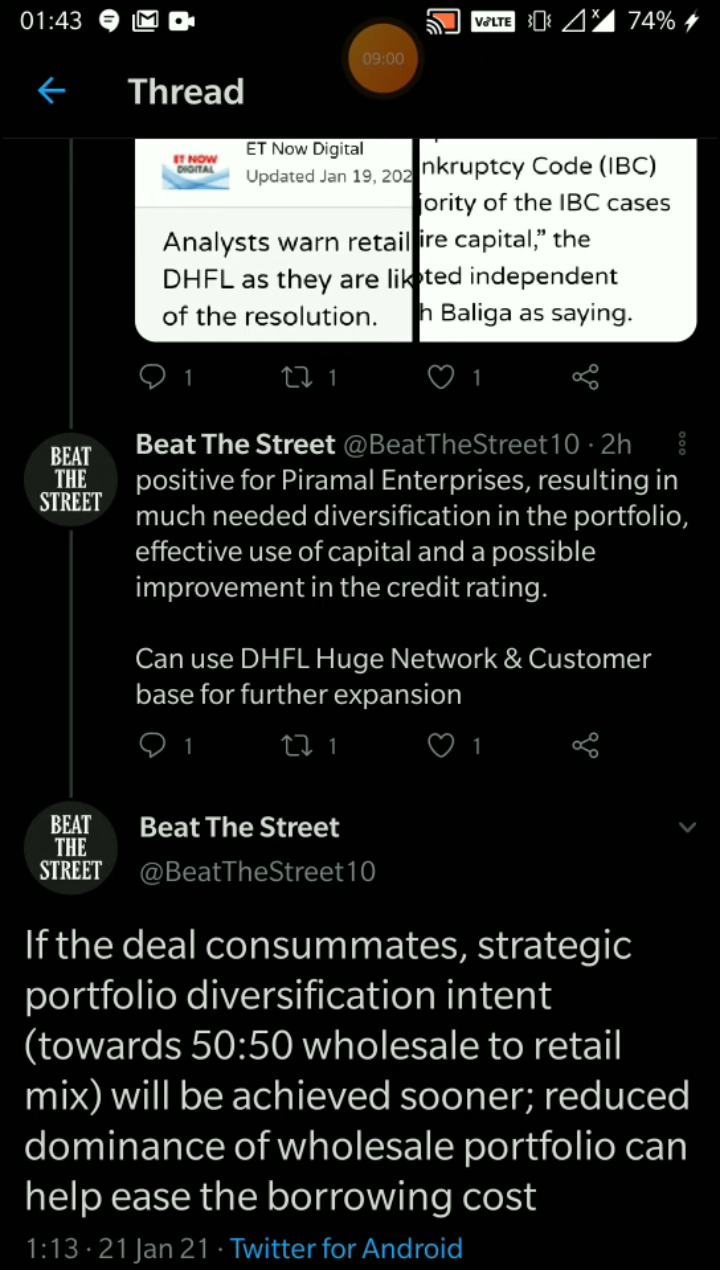 01:43
VoLTE
74%
09:00
Thread
ET NOW
DIGITAL
ET Now Digital
Updated Jan 19, 202
Analysts warn retail
DHFL as they are lik
of the resolution.
nkruptcy Code (IBC)
jority of the IBC cases
ire capital,” the
ted independent
h Baliga as saying.
1 1 1
BEAT
THE
STREET
Beat The Street @BeatTheStreet10 · 2h
positive for Piramal Enterprises, resulting in
much needed diversification in the portfolio,
effective use of capital and a possible
improvement in the credit rating.
Can use DHFL Huge Network & Customer
base for further expansion
1 1 1
BEAT
THE
STREET
Beat The Street
@BeatTheStreet10
If the deal consummates, strategic
portfolio diversification intent
(towards 50:50 wholesale to retail
mix) will be achieved sooner; reduced
dominance of wholesale portfolio can
help ease the borrowing cost
1:13 · 21 Jan 21 · Twitter for Android